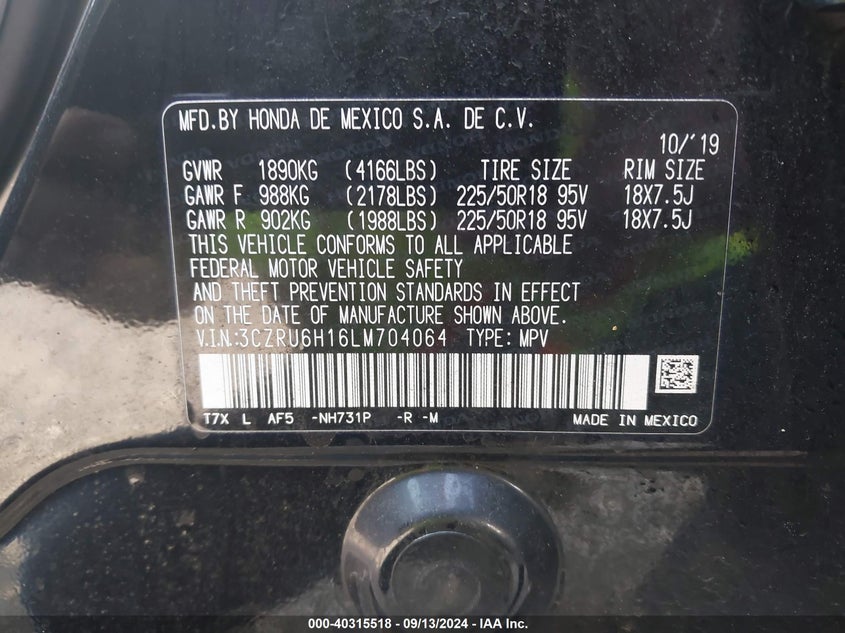 MFD.BY HONDA DE MEXICO S.A. DE C.V.
10/'19
GVWR 1890KG (4166LBS) TIRE SIZE RIM SIZE
GAWR F 988KG (2178LBS) 225/50R18 95V 18X7.5J
GAWR R 902KG (1988LBS) 225/50R18 95V 18X7.5J
THIS VEHICLE CONFORMS TO ALL APPLICABLE
FEDERAL MOTOR VEHICLE SAFETY
AND THEFT PREVENTION STANDARDS IN EFFECT
ON THE DATE OF MANUFACTURE SHOWN ABOVE.
V.I.N:3CZRU6H16LM704064 TYPE: MPV
T7X L AF5 -NH731P -R -M MADE IN MEXICO
000-40315518 - 09/13/2024 - IAA Inc.